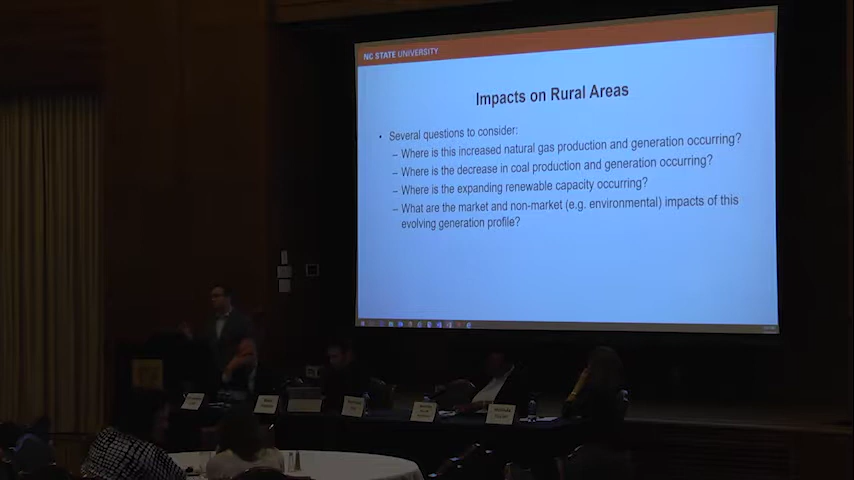 NC STATE UNIVERSITY
Impacts on Rural Areas
• Several questions to consider:
– Where is this increased natural gas production and generation occurring?
– Where is the decrease in coal production and generation occurring?
– Where is the expanding renewable capacity occurring?
– What are the market and non-market (e.g. environmental) impacts of this
evolving generation profile?